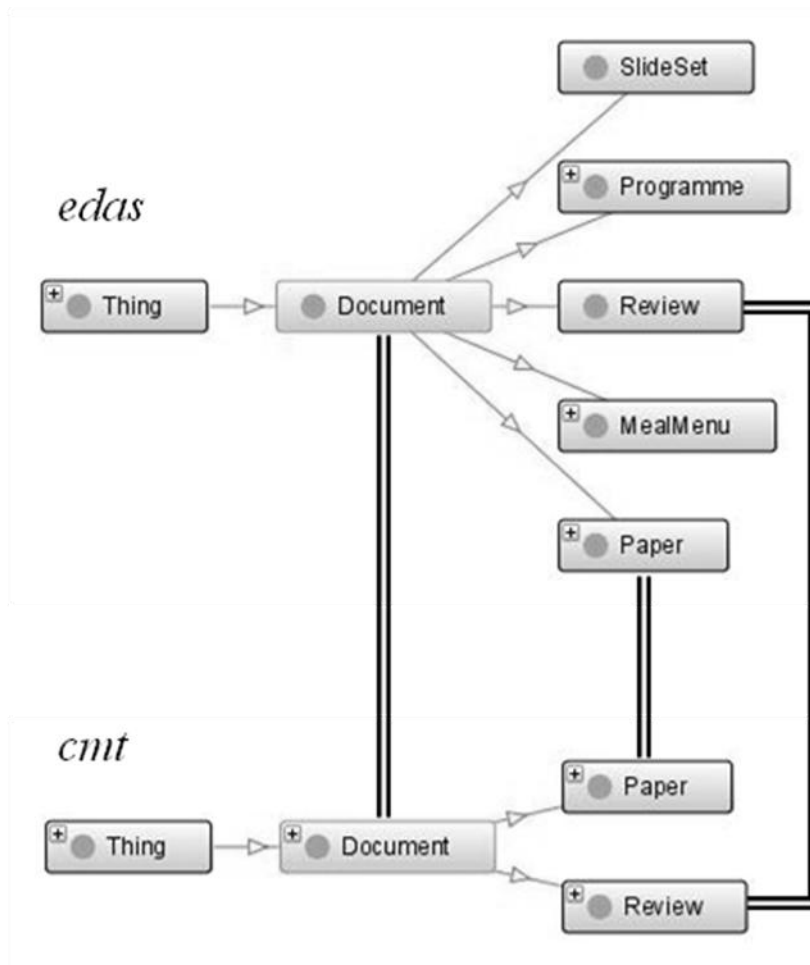 SlideSet
Programme
edas
Thing
Document
Review
MealMenu
Paper
cmt
Paper
Thing
Document
Review